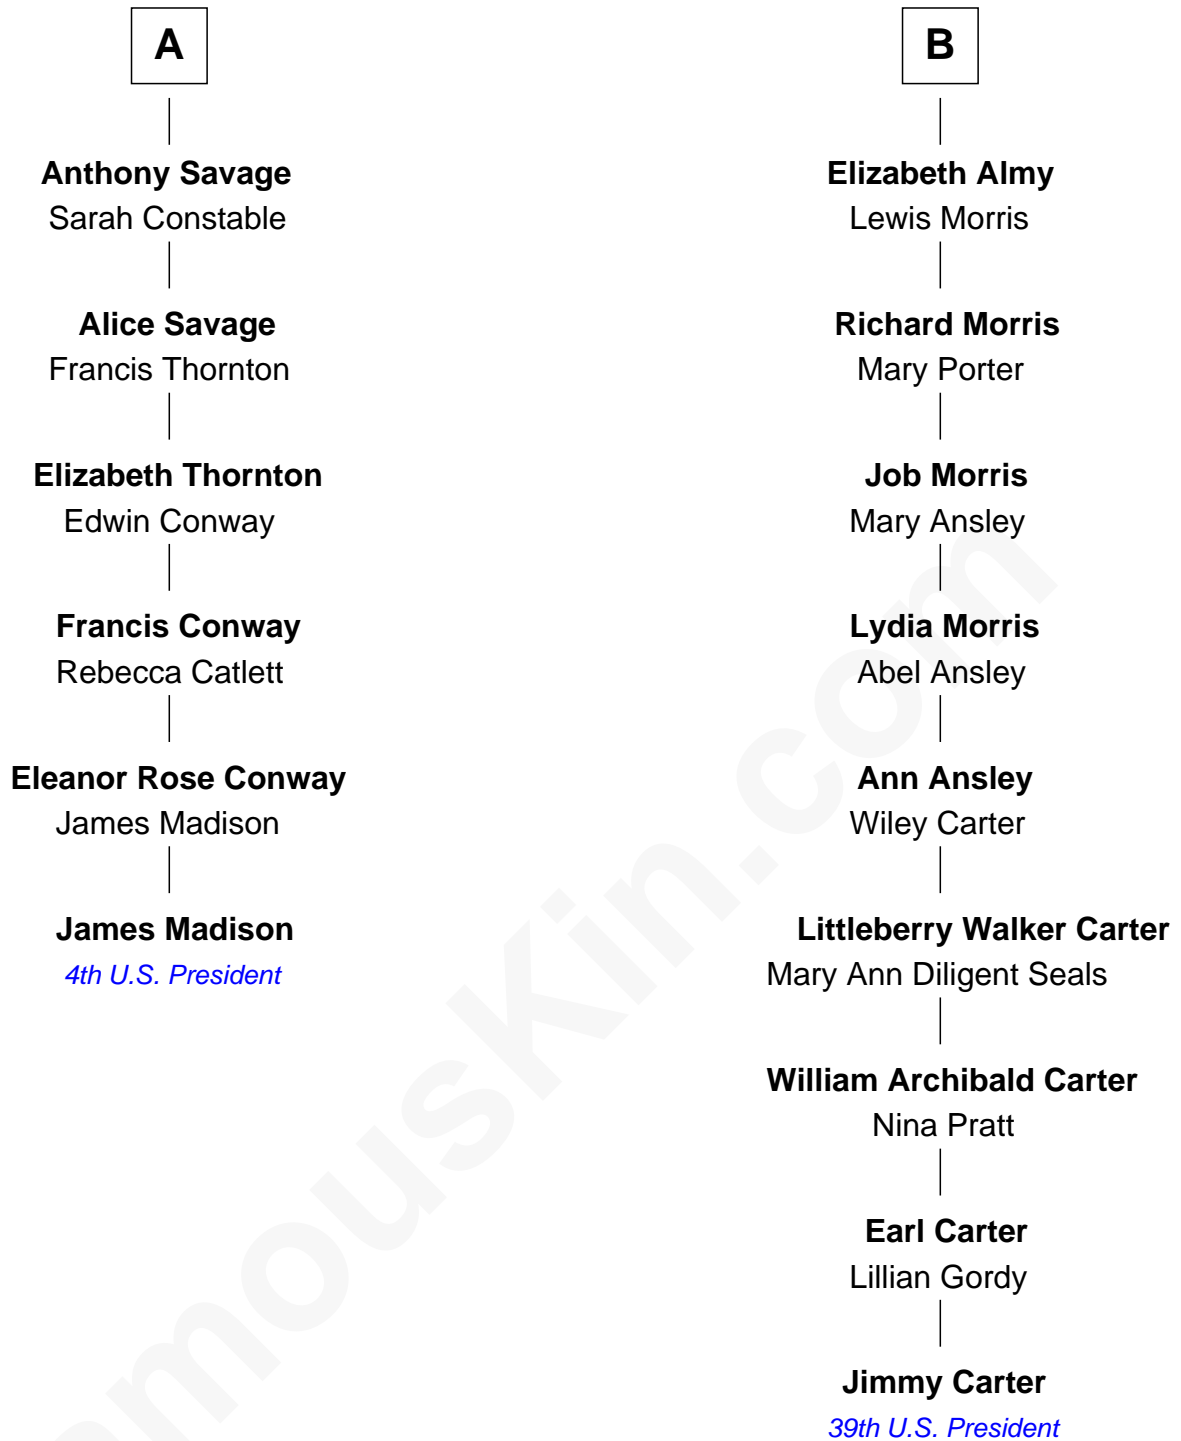 A
Anthony Savage
Sarah Constable
Alice Savage
Francis Thornton
Elizabeth Thornton
Edwin Conway
Francis Conway
Rebecca Catlett
Eleanor Rose Conway
James Madison
James Madison
4th U.S. President
B
Elizabeth Almy
Lewis Morris
Richard Morris
Mary Porter
Job Morris
Mary Ansley
Lydia Morris
Abel Ansley
Ann Ansley
Wiley Carter
Littleberry Walker Carter
Mary Ann Diligent Seals
William Archibald Carter
Nina Pratt
Earl Carter
Lillian Gordy
Jimmy Carter
39th U.S. President
amousKin.com